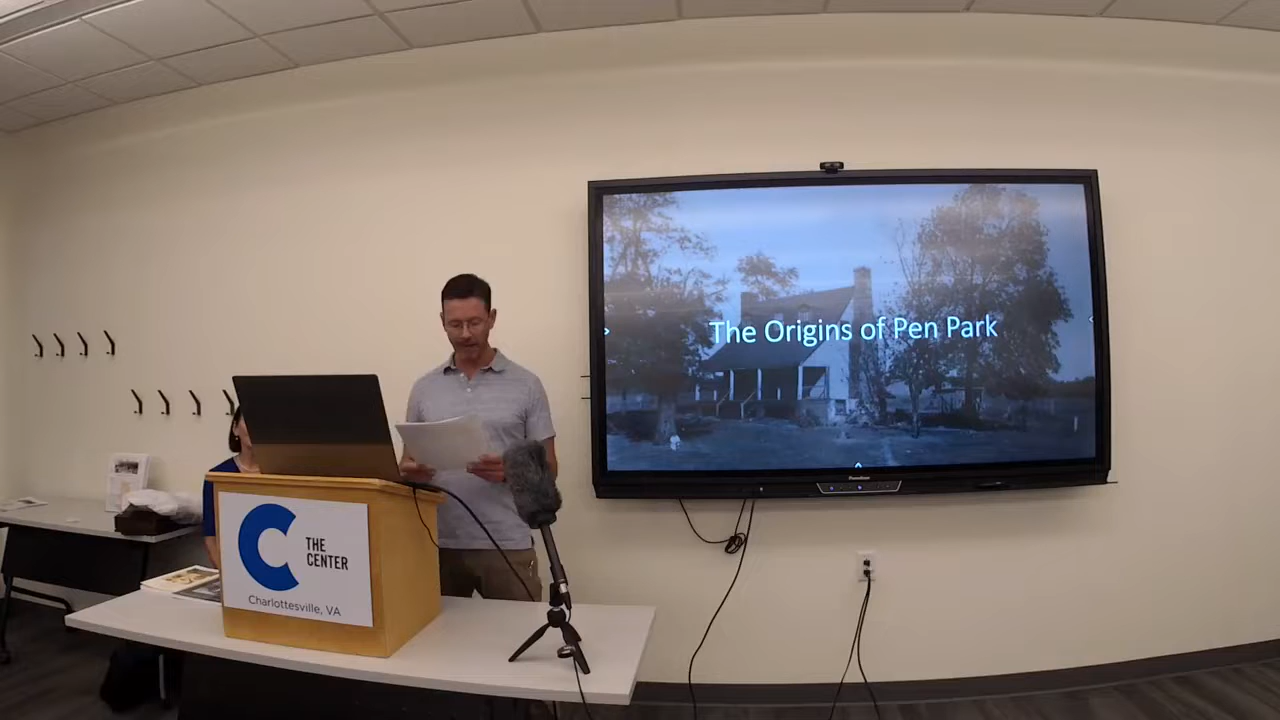 The Origins of Pen Park
THE
CENTER
Charlottesville, VA